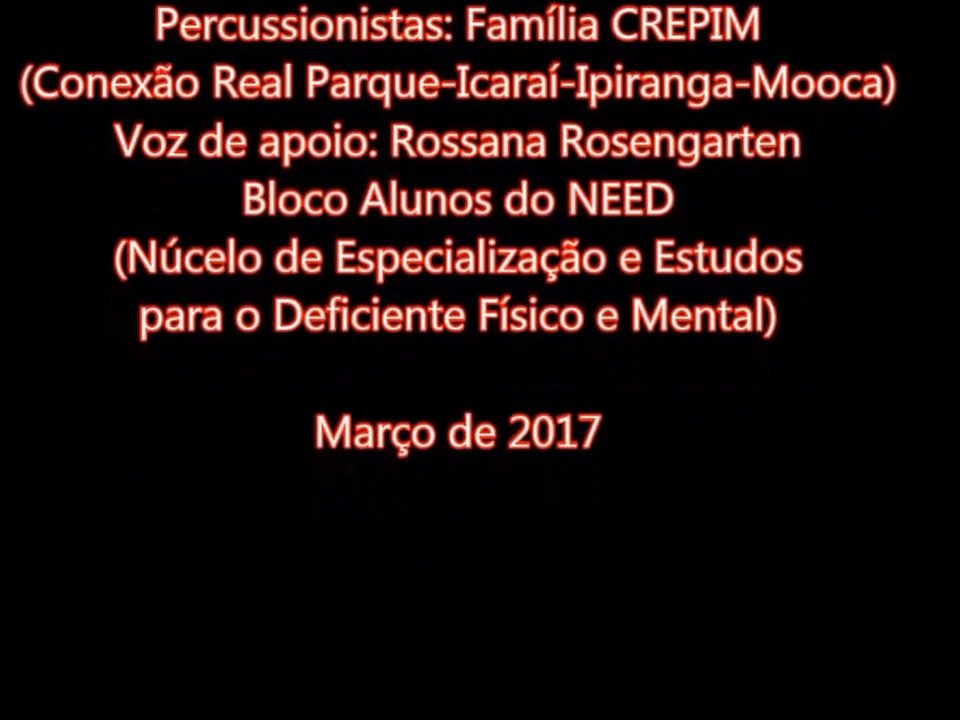 Percussionistas: Família CREPIM
(Conexão Real Parque-Icaraí-Ipiranga-Mooca)
Voz de apoio: Rossana Rosengarten
Bloco Alunos do NEED
(Núcelo de Especialização e Estudos
para o Deficiente Físico e Mental)
Março de 2017